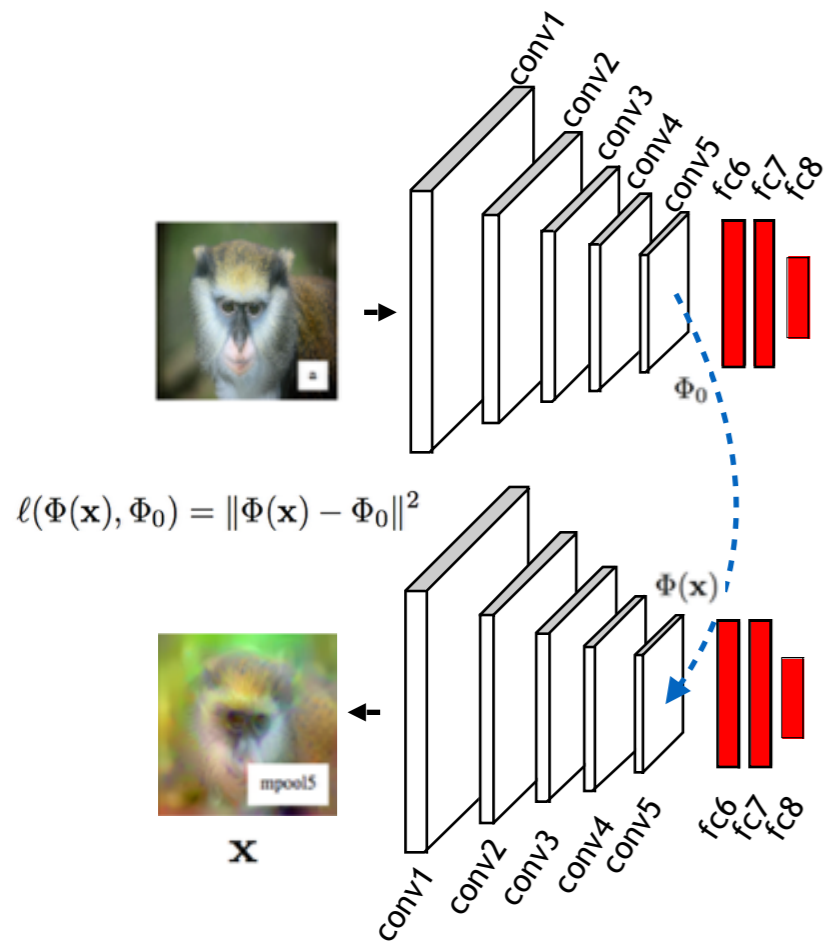 conv1
conv2
conv3
conv4
conv5
fc6
fc7
fc8
a
Φ₀
ℓ(Φ(x), Φ₀) = ‖Φ(x) − Φ₀‖²
Φ(x)
mpool5
x
conv1
conv2
conv3
conv4
conv5
fc6
fc7
fc8